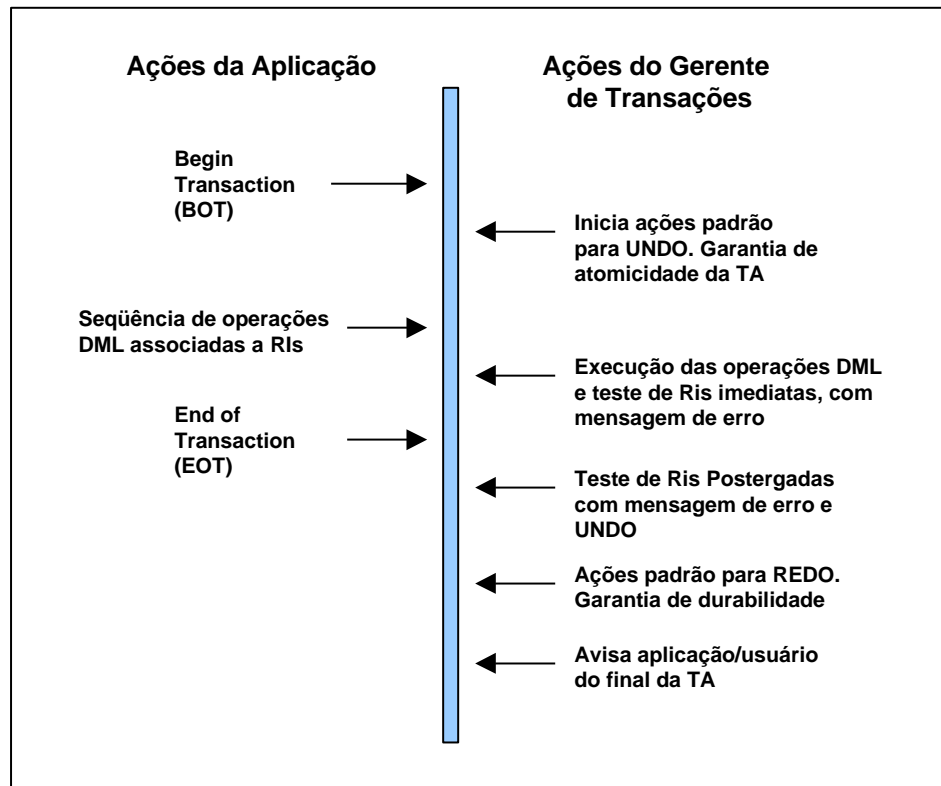 Ações da Aplicação
Ações do Gerente
de Transações
Begin
Transaction
(BOT)
Inicia ações padrão
para UNDO. Garantia de
atomicidade da TA
Seqüência de operações
DML associadas a RIs
Execução das operações DML
e teste de Ris imediatas, com
mensagem de erro
End of
Transaction
(EOT)
Teste de Ris Postergadas
com mensagem de erro e
UNDO
Ações padrão para REDO.
Garantia de durabilidade
Avisa aplicação/usuário
do final da TA